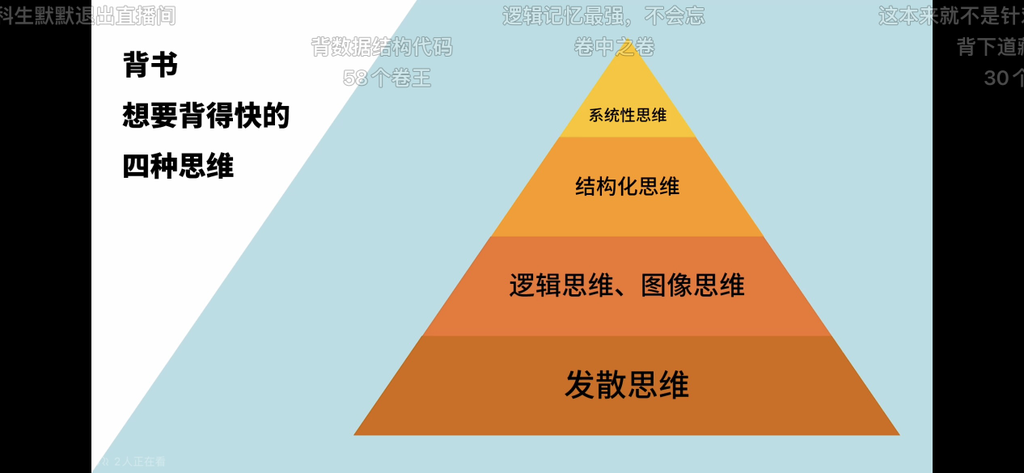 科生默默退出直播间
逻辑记忆最强，不会忘
这本来就不是针对
背数据结构代码
卷中之卷
背下道藏
58个卷王
30个
背书
想要背得快的
四种思维
系统性思维
结构化思维
逻辑思维、图像思维
发散思维
2人正在看